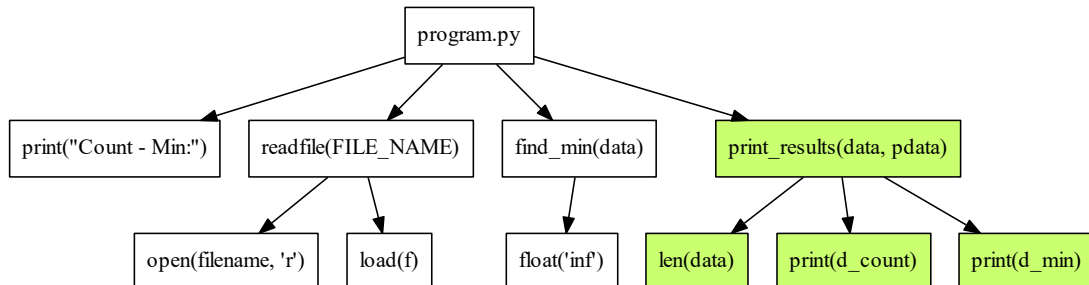 program.py
print("Count - Min:")
readfile(FILE_NAME)
find_min(data)
print_results(data, pdata)
open(filename, 'r')
load(f)
float('inf')
len(data)
print(d_count)
print(d_min)